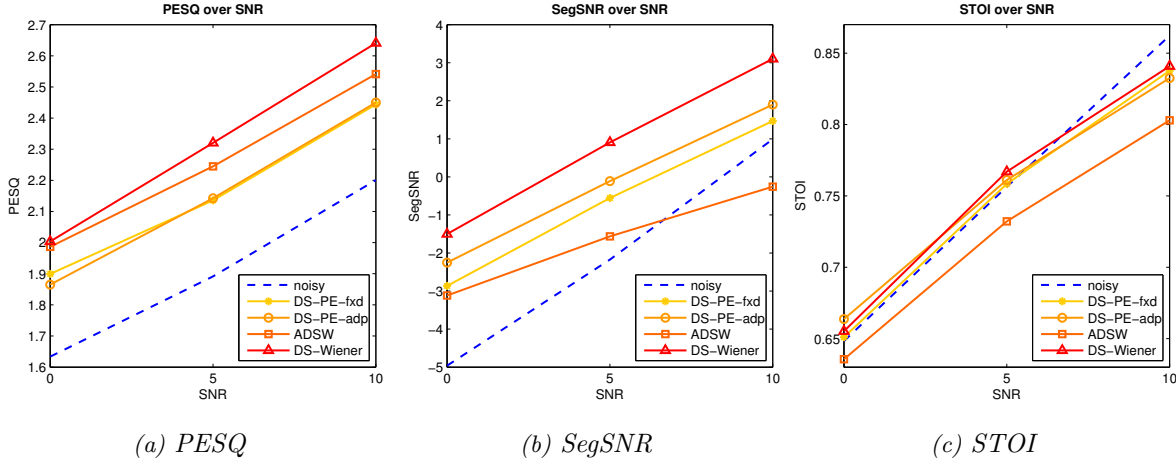 PESQ over SNR
2.7
2.6
2.5
2.4
2.3
2.2
2.1
2
1.9
1.8
1.7
1.6
PESQ
0
5
10
SNR
noisy
DS−PE−fxd
DS−PE−adp
ADSW
DS−Wiener
(a) PESQ
SegSNR over SNR
4
3
2
1
0
−1
−2
−3
−4
−5
SegSNR
0
5
10
SNR
noisy
DS−PE−fxd
DS−PE−adp
ADSW
DS−Wiener
(b) SegSNR
STOI over SNR
0.85
0.8
0.75
0.7
0.65
STOI
0
5
10
SNR
noisy
DS−PE−fxd
DS−PE−adp
ADSW
DS−Wiener
(c) STOI